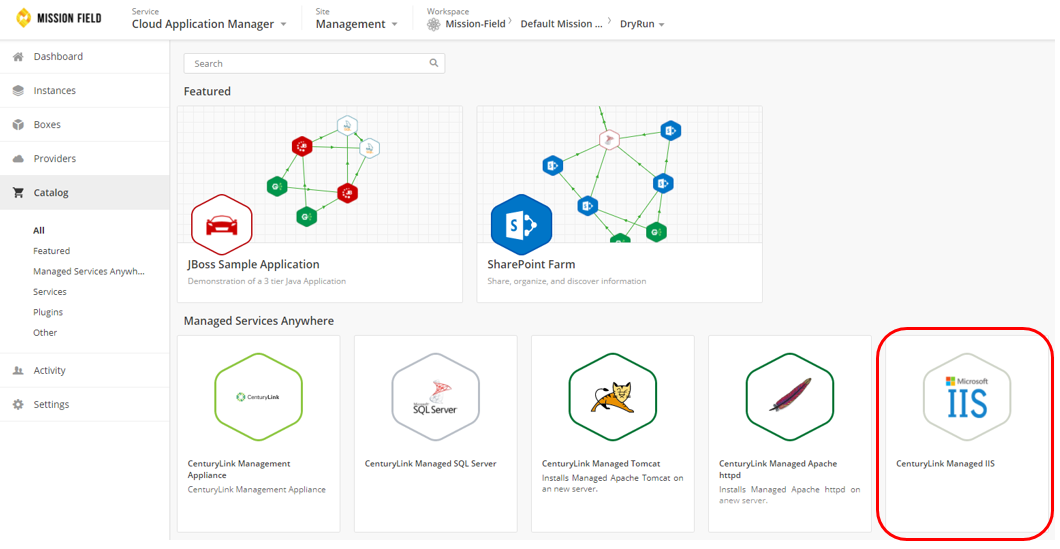 MISSION FIELD
Service
Cloud Application Manager
Site
Management
Workspace
Mission-Field
Default Mission ...
DryRun
Dashboard
Instances
Boxes
Providers
Catalog
All
Featured
Managed Services Anywh...
Services
Plugins
Other
Activity
Settings
Search
Featured
JBoss Sample Application
Demonstration of a 3 tier Java Application
SharePoint Farm
Share, organize, and discover information
Managed Services Anywhere
CenturyLink
CenturyLink Management
Appliance
CenturyLink Management Appliance
Microsoft
SQL Server
CenturyLink Managed SQL Server
CenturyLink Managed Tomcat
Installs Managed Apache Tomcat on
an new server.
CenturyLink Managed Apache
httpd
Installs Managed Apache httpd on
anew server.
Microsoft
IIS
CenturyLink Managed IIS